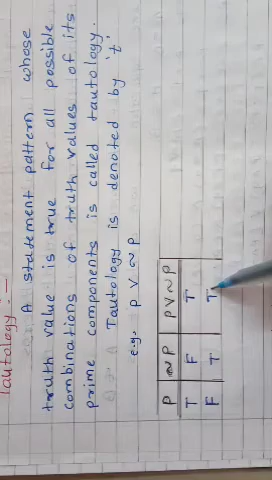 Tautology : —
A statement pattern whose
truth value is true for all possible
combinations of truth values of its
prime components is called tautology.
Tautology is denoted by 't'
e.g. p ∨ ~p
P ~P P∨~P
T F T
F T T